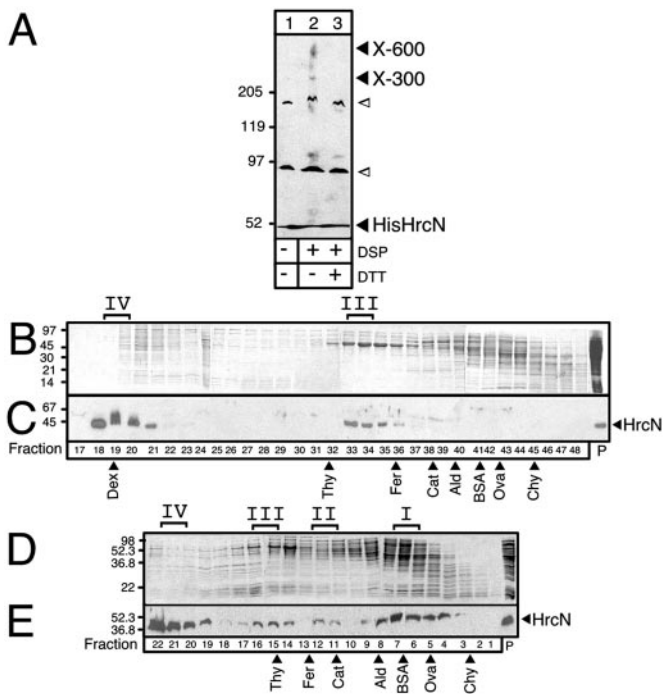 A
1 2 3
X-600
X-300
205
119
97
52
HisHrcN
- + + DSP
- - + DTT
IV III
B
97
45
30
21
14
C
67
45
HrcN
Fraction 17 18 19 20 21 22 23 24 25 26 27 28 29 30 31 32 33 34 35 36 37 38 39 40 41 42 43 44 45 46 47 48 P
Dex Thy Fer Cat Ald BSA Ova Chy
IV III II I
D
98
52.3
36.8
22
E
52.3
36.8
HrcN
Fraction 22 21 20 19 18 17 16 15 14 13 12 11 10 9 8 7 6 5 4 3 2 1 P
Thy Fer Cat Ald BSA Ova Chy